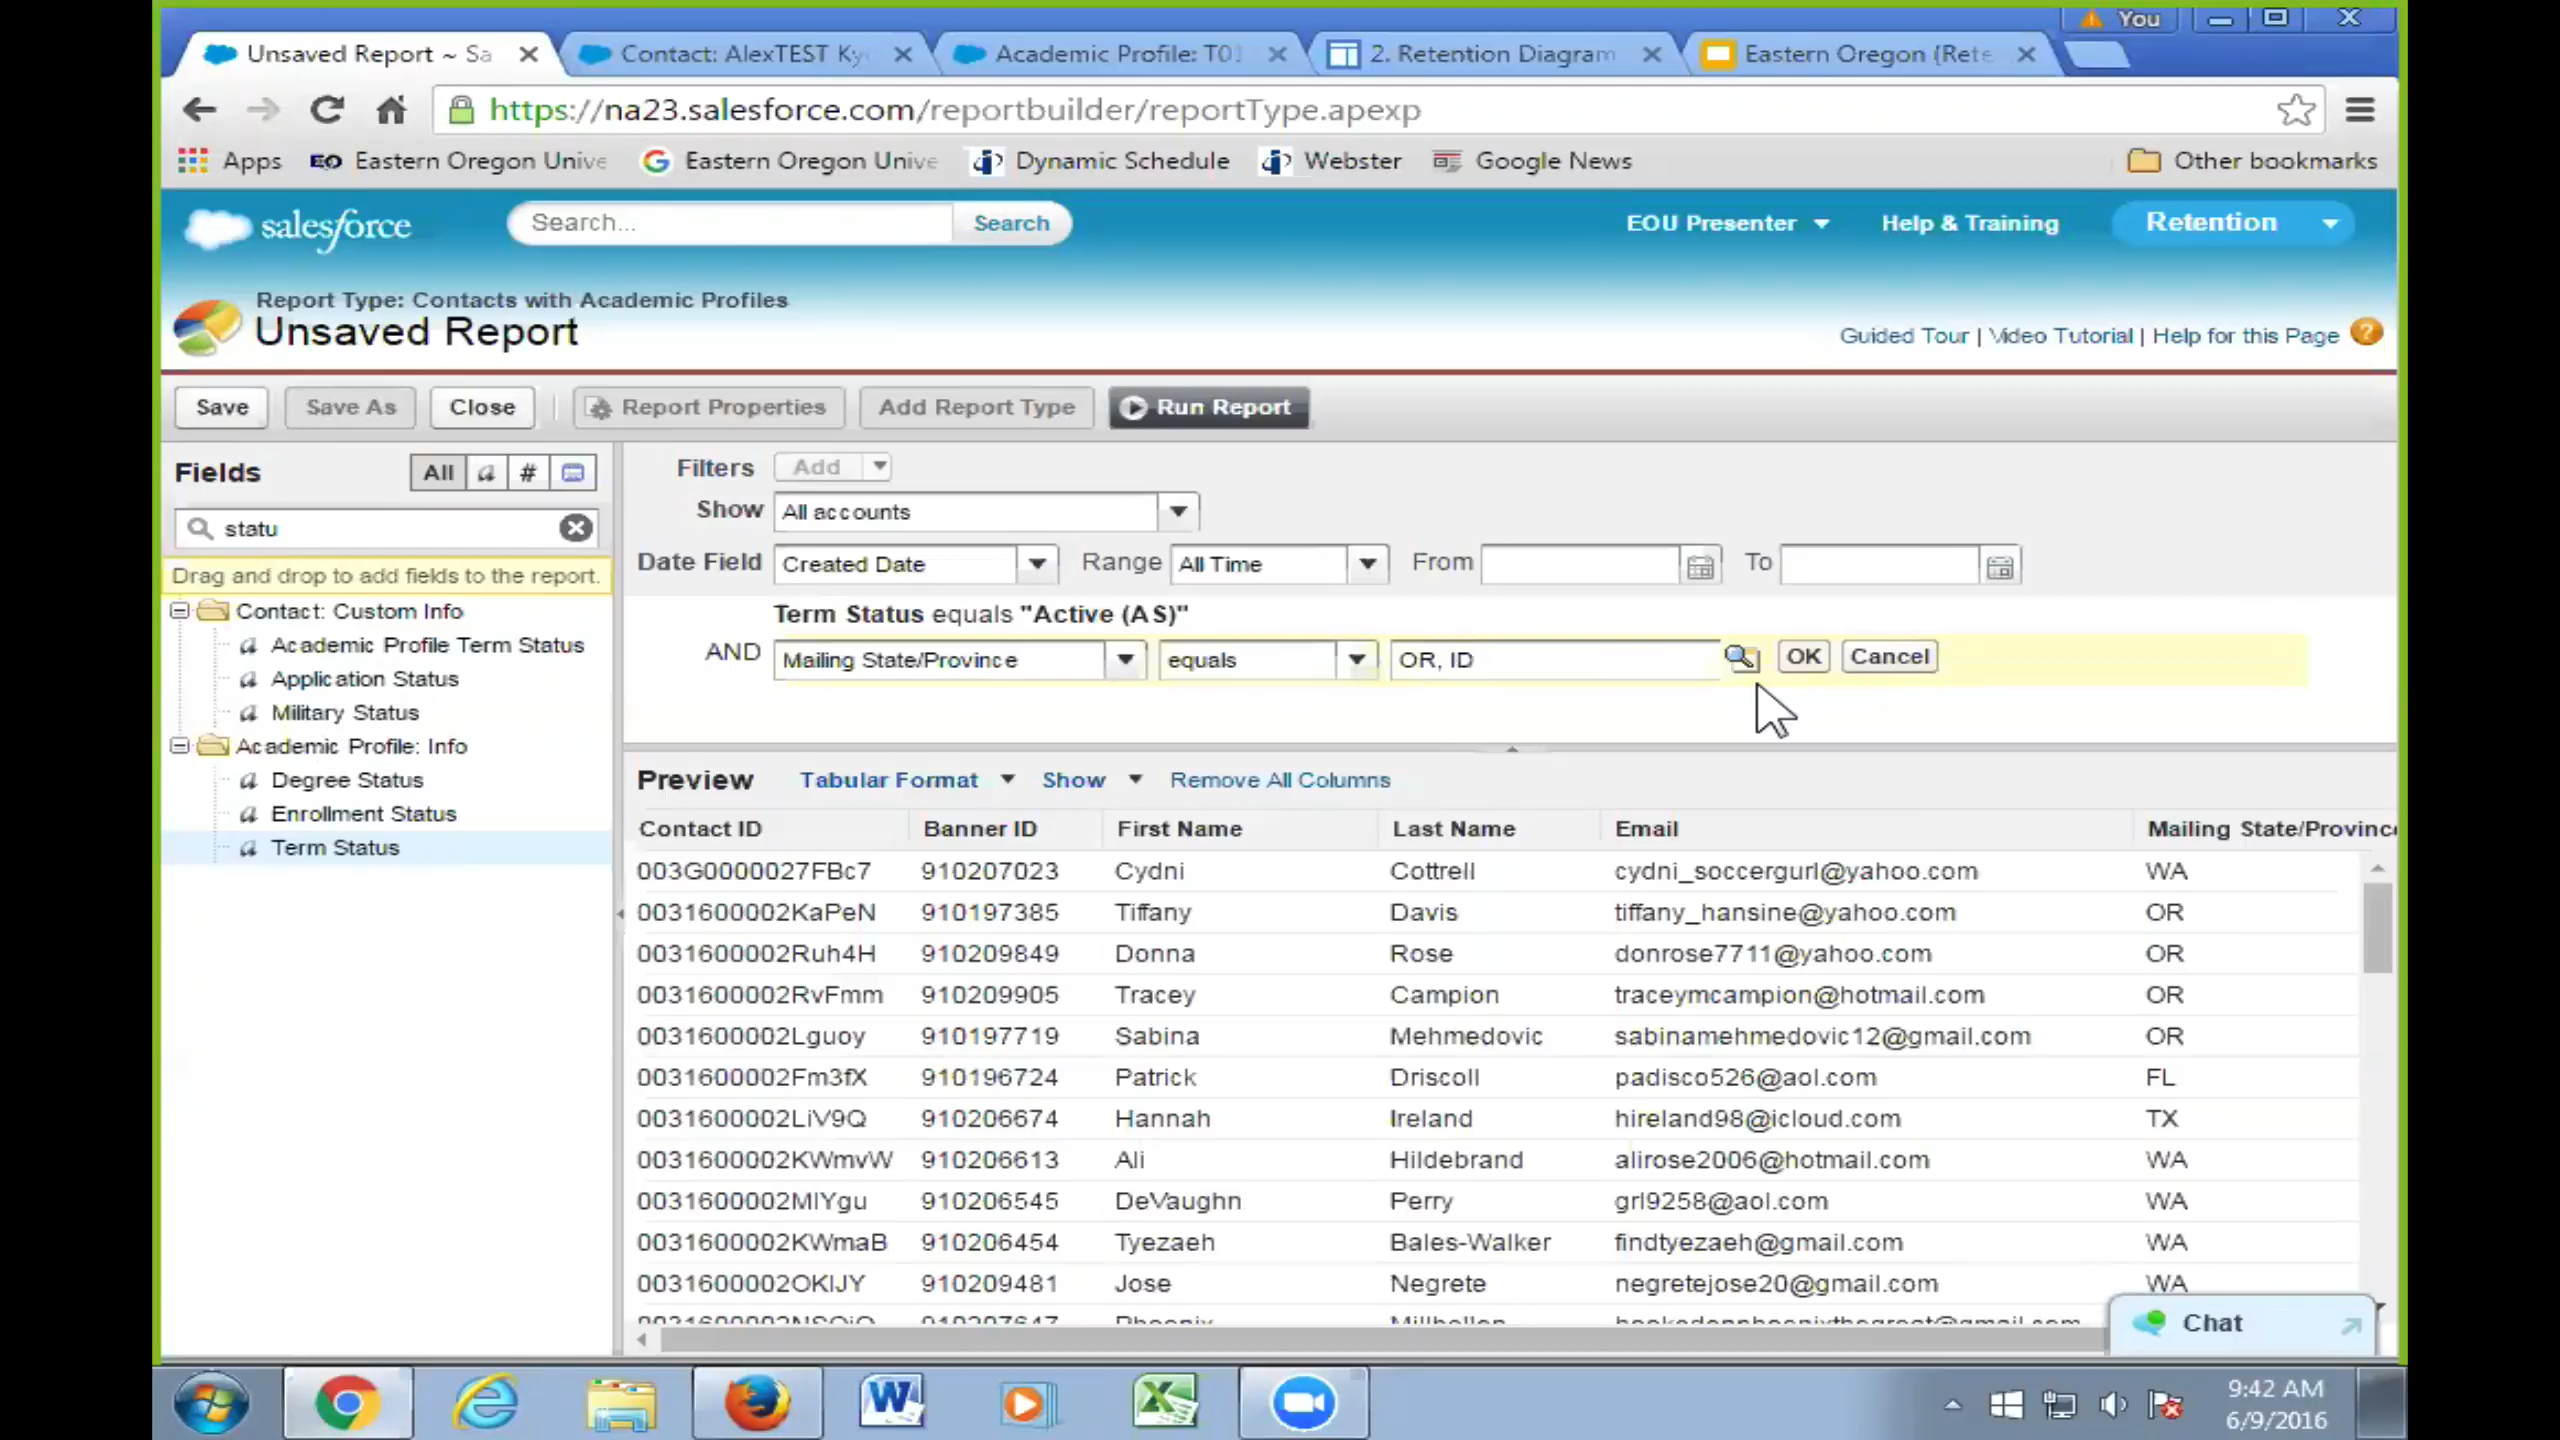 You
Unsaved Report ~ Sa
Contact: AlexTEST Ky
Academic Profile: T01
2. Retention Diagram
Eastern Oregon (Rete
https://na23.salesforce.com/reportbuilder/reportType.apexp
Apps
Eastern Oregon Unive
Eastern Oregon Unive
Dynamic Schedule
Webster
Google News
Other bookmarks
salesforce
Search...
Search
EOU Presenter
Help & Training
Retention
Report Type: Contacts with Academic Profiles
Unsaved Report
Guided Tour | Video Tutorial | Help for this Page
Save
Save As
Close
Report Properties
Add Report Type
Run Report
Fields
All
a
#
statu
Drag and drop to add fields to the report.
Contact: Custom Info
Academic Profile Term Status
Application Status
Military Status
Academic Profile: Info
Degree Status
Enrollment Status
Term Status
Filters
Add
Show
All accounts
Date Field
Created Date
Range
All Time
From
To
Term Status equals "Active (AS)"
AND
Mailing State/Province
equals
OR, ID
OK
Cancel
Preview
Tabular Format
Show
Remove All Columns
Contact ID Banner ID First Name Last Name Email Mailing State/Province
003G0000027FBc7 910207023 Cydni Cottrell cydni_soccergurl@yahoo.com WA
0031600002KaPeN 910197385 Tiffany Davis tiffany_hansine@yahoo.com OR
0031600002Ruh4H 910209849 Donna Rose donrose7711@yahoo.com OR
0031600002RvFmm 910209905 Tracey Campion traceymcampion@hotmail.com OR
0031600002Lguoy 910197719 Sabina Mehmedovic sabinamehmedovic12@gmail.com OR
0031600002Fm3fX 910196724 Patrick Driscoll padisco526@aol.com FL
0031600002LiV9Q 910206674 Hannah Ireland hireland98@icloud.com TX
0031600002KWmvW 910206613 Ali Hildebrand alirose2006@hotmail.com WA
0031600002MlYgu 910206545 DeVaughn Perry grl9258@aol.com WA
0031600002KWmaB 910206454 Tyezaeh Bales-Walker findtyezaeh@gmail.com WA
0031600002OKlJY 910209481 Jose Negrete negretejose20@gmail.com WA
Chat
9:42 AM
6/9/2016